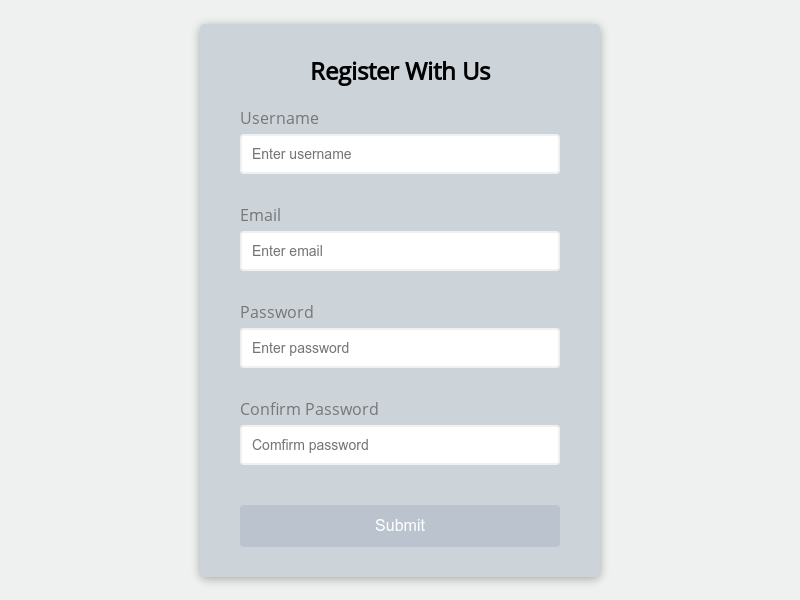 Register With Us
Username
Enter username
Email
Enter email
Password
Enter password
Confirm Password
Comfirm password
Submit